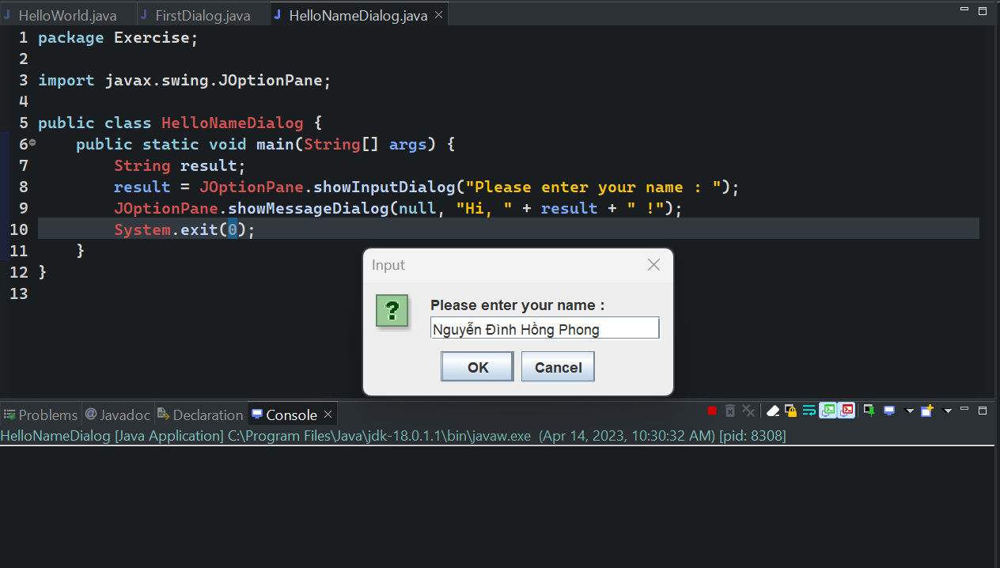 HelloWorld.java FirstDialog.java HelloNameDialog.java
1 package Exercise;
2
3 import javax.swing.JOptionPane;
4
5 public class HelloNameDialog {
6 public static void main(String[] args) {
7 String result;
8 result = JOptionPane.showInputDialog("Please enter your name : ");
9 JOptionPane.showMessageDialog(null, "Hi, " + result + " !");
10 System.exit(0);
11 }
12 }
13
Input
Please enter your name :
Nguyễn Đình Hồng Phong
OK Cancel
Problems Javadoc Declaration Console
HelloNameDialog [Java Application] C:\Program Files\Java\jdk-18.0.1.1\bin\javaw.exe (Apr 14, 2023, 10:30:32 AM) [pid: 8308]